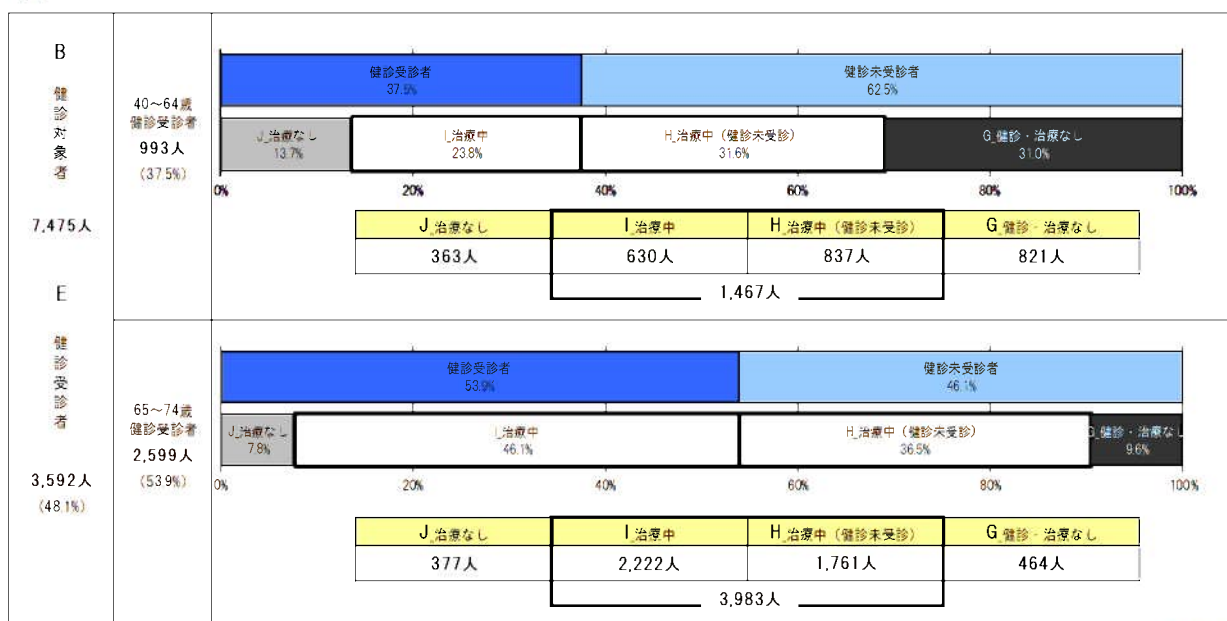 B
健診対象者
7,475人
E
健診受診者
3,592人
(48.1%)
40～64歳
健診受診者
993人
(37.5%)
健診受診者
37.5%
健診未受診者
62.5%
J_治療なし
13.7%
I_治療中
23.8%
H_治療中（健診未受診）
31.6%
G_健診・治療なし
31.0%
0% 20% 40% 60% 80% 100%
J_治療なし I_治療中 H_治療中（健診未受診） G_健診・治療なし
363人 630人 837人 821人
1,467人
65～74歳
健診受診者
2,599人
(53.9%)
健診受診者
53.9%
健診未受診者
46.1%
J_治療なし
7.8%
I_治療中
46.1%
H_治療中（健診未受診）
36.5%
G_健診・治療なし
9.6%
0% 20% 40% 60% 80% 100%
J_治療なし I_治療中 H_治療中（健診未受診） G_健診・治療なし
377人 2,222人 1,761人 464人
3,983人